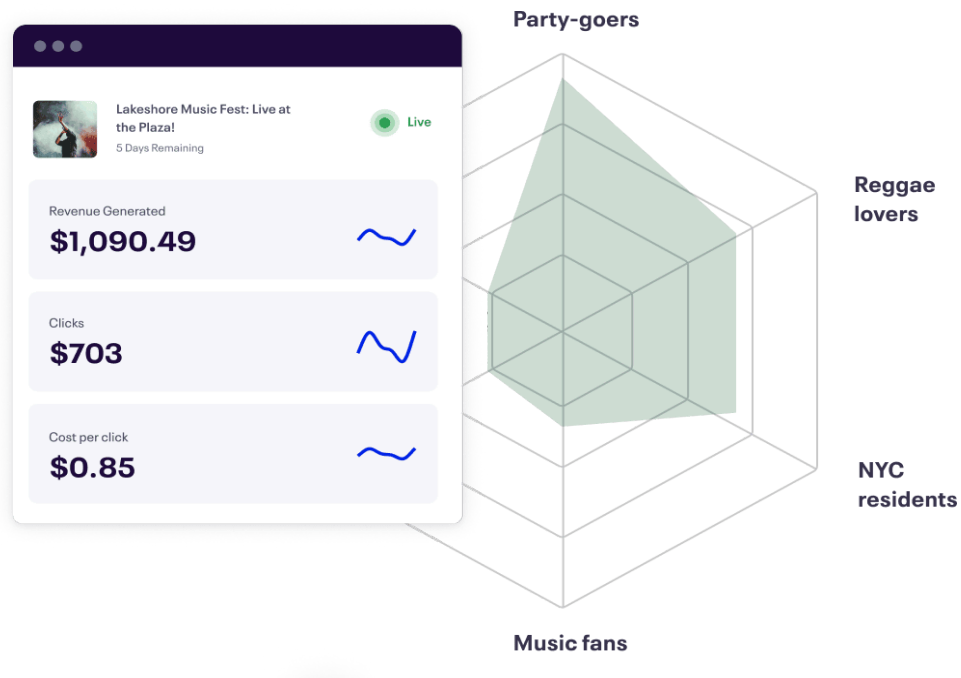 Party-goers
Lakeshore Music Fest: Live at
the Plaza!
5 Days Remaining
Live
Reggae
lovers
Revenue Generated
$1,090.49
Clicks
$703
Cost per click
$0.85
NYC
residents
Music fans